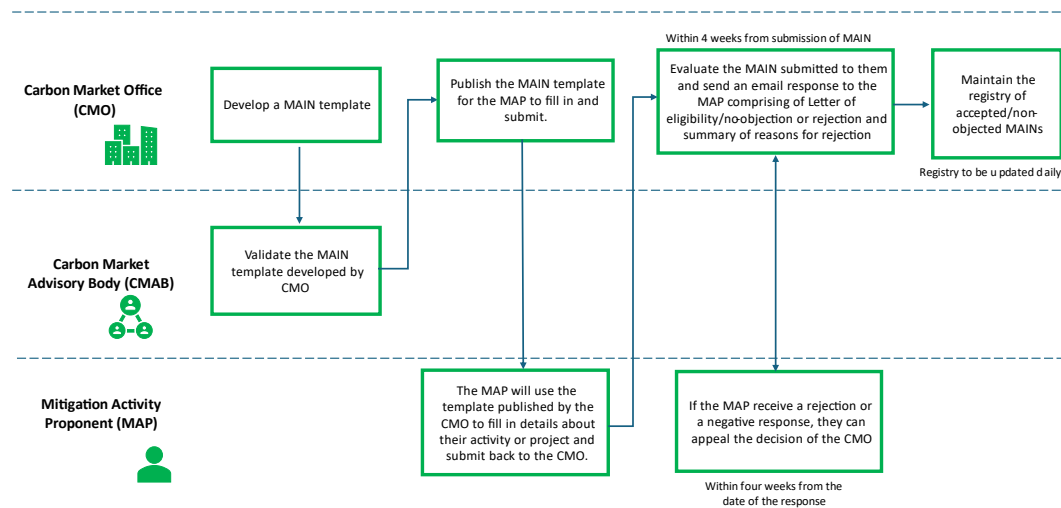 Within 4 weeks from submission of MAIN
Carbon Market Office
(CMO)
Develop a MAIN template
Publish the MAIN template
for the MAP to fill in and
submit.
Evaluate the MAIN submitted to them
and send an email response to the
MAP comprising of Letter of
eligibility/no-objection or rejection and
summary of reasons for rejection
Maintain the
registry of
accepted/non-
objected MAINs
Registry to be updated daily
Carbon Market
Advisory Body (CMAB)
Validate the MAIN
template developed by
CMO
Mitigation Activity
Proponent (MAP)
The MAP will use the
template published by the
CMO to fill in details about
their activity or project and
submit back to the CMO.
If the MAP receive a rejection or
a negative response, they can
appeal the decision of the CMO
Within four weeks from the
date of the response